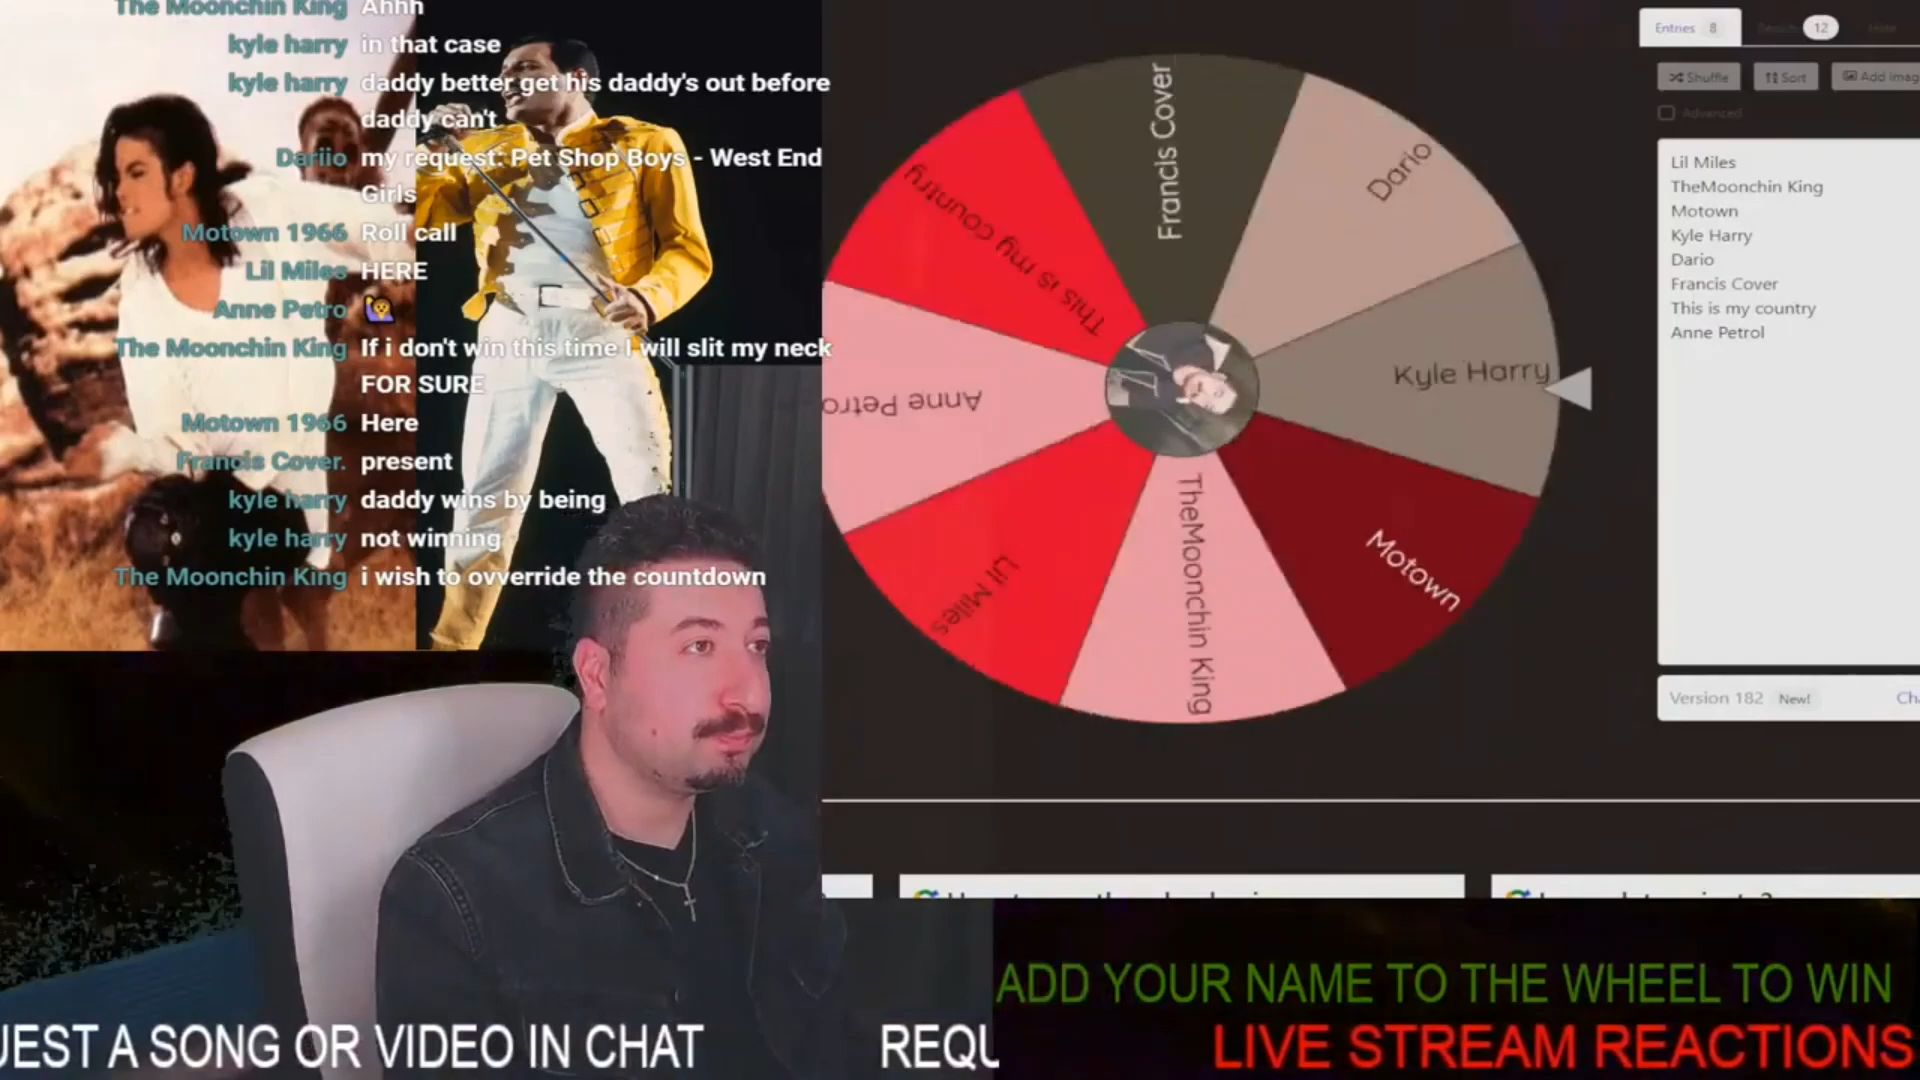 The Moonchin King Ahhh
kyle harry in that case
kyle harry daddy better get his daddy's out before
daddy can't
Dariio my request: Pet Shop Boys - West End
Girls
Motown 1966 Roll call
Lil Miles HERE
Anne Petro 🙋
The Moonchin King If i don't win this time I will slit my neck
FOR SURE
Motown 1966 Here
Francis Cover. present
kyle harry daddy wins by being
kyle harry not winning
The Moonchin King i wish to ovverride the countdown
Francis Cover
Dario
Kyle Harry
Motown
TheMoonchin King
Lil Miles
Anne Petro
This is my country
Entries 8
12
Shuffle
Sort
Add imag
Advanced
Lil Miles
TheMoonchin King
Motown
Kyle Harry
Dario
Francis Cover
This is my country
Anne Petrol
Version 182 New!
ADD YOUR NAME TO THE WHEEL TO WIN
UEST A SONG OR VIDEO IN CHAT REQU
LIVE STREAM REACTIONS